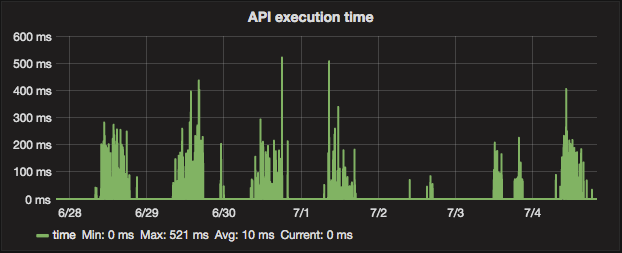 API execution time
600 ms
500 ms
400 ms
300 ms
200 ms
100 ms
0 ms
6/28 6/29 6/30 7/1 7/2 7/3 7/4
time Min: 0 ms Max: 521 ms Avg: 10 ms Current: 0 ms